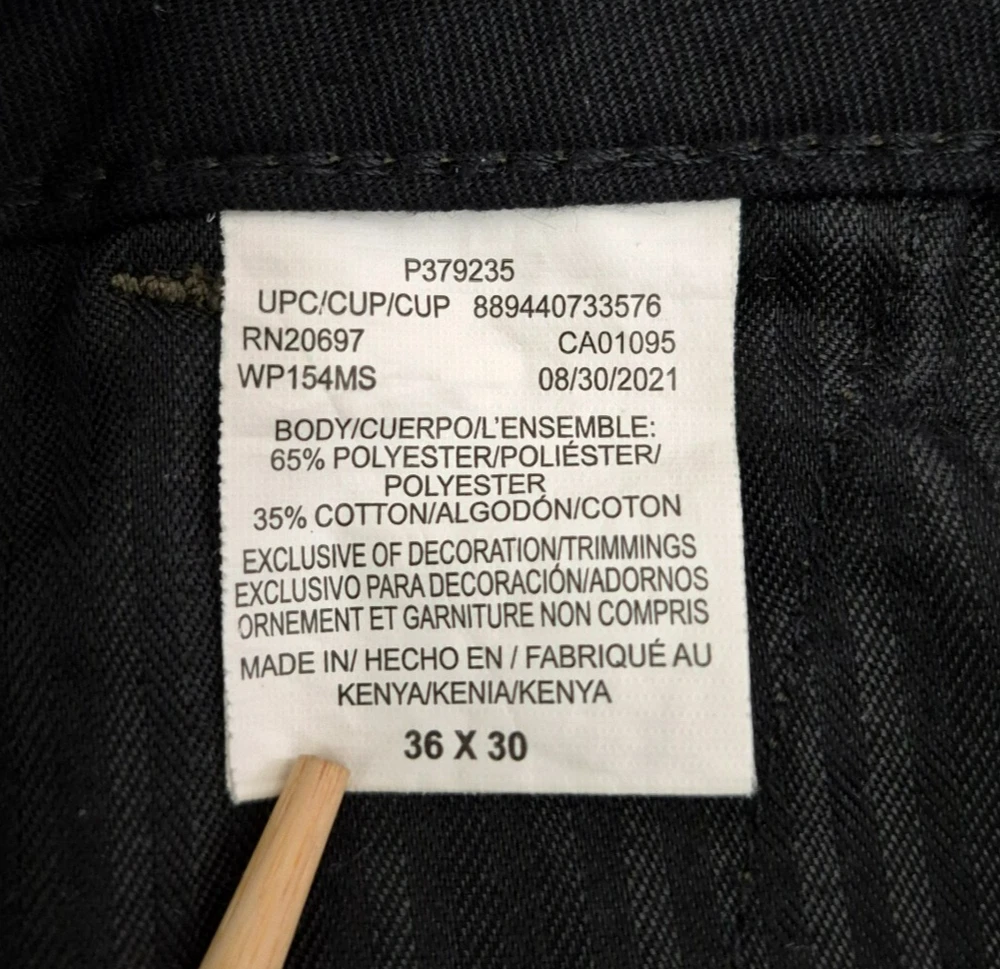 P379235
UPC/CUP/CUP 889440733576
RN20697 CA01095
WP154MS 08/30/2021
BODY/CUERPO/L'ENSEMBLE:
65% POLYESTER/POLIÉSTER/
POLYESTER
35% COTTON/ALGODÓN/COTON
EXCLUSIVE OF DECORATION/TRIMMINGS
EXCLUSIVO PARA DECORACIÓN/ADORNOS
ORNEMENT ET GARNITURE NON COMPRIS
MADE IN/ HECHO EN / FABRIQUÉ AU
KENYA/KENIA/KENYA
36 X 30